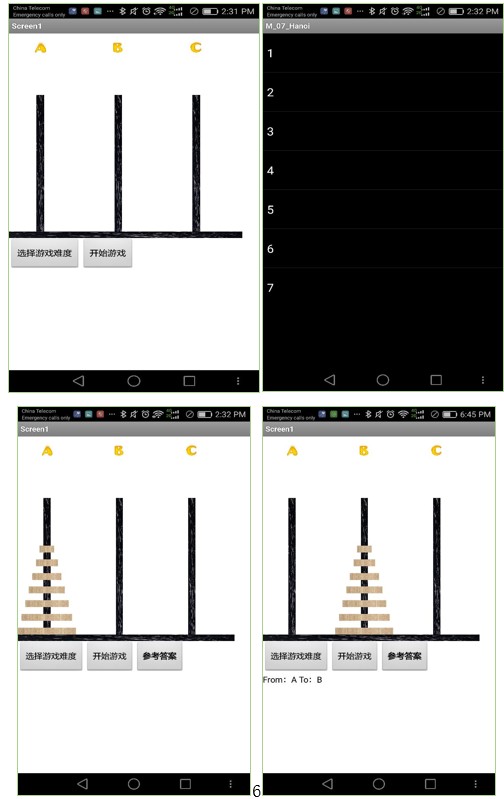 China Telecom
Emergency calls only
2:31 PM
Screen1
A B C
选择游戏难度 开始游戏
China Telecom
Emergency calls only
2:32 PM
M_07_Hanoi
1
2
3
4
5
6
7
China Telecom
Emergency calls only
2:32 PM
Screen1
A B C
选择游戏难度 开始游戏 参考答案
China Telecom
Emergency calls only
6:45 PM
Screen1
A B C
选择游戏难度 开始游戏 参考答案
From：A To：B
6